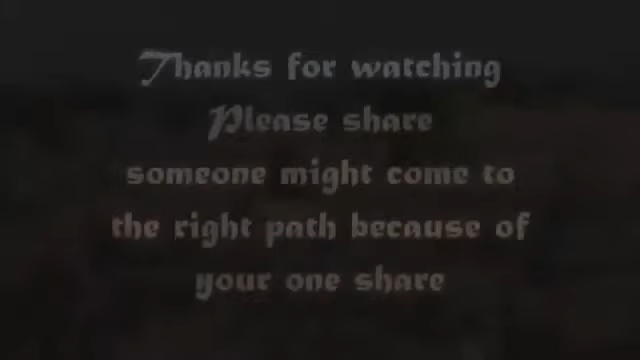 Thanks for watching
Please share
someone might come to
the right path because of
your one share